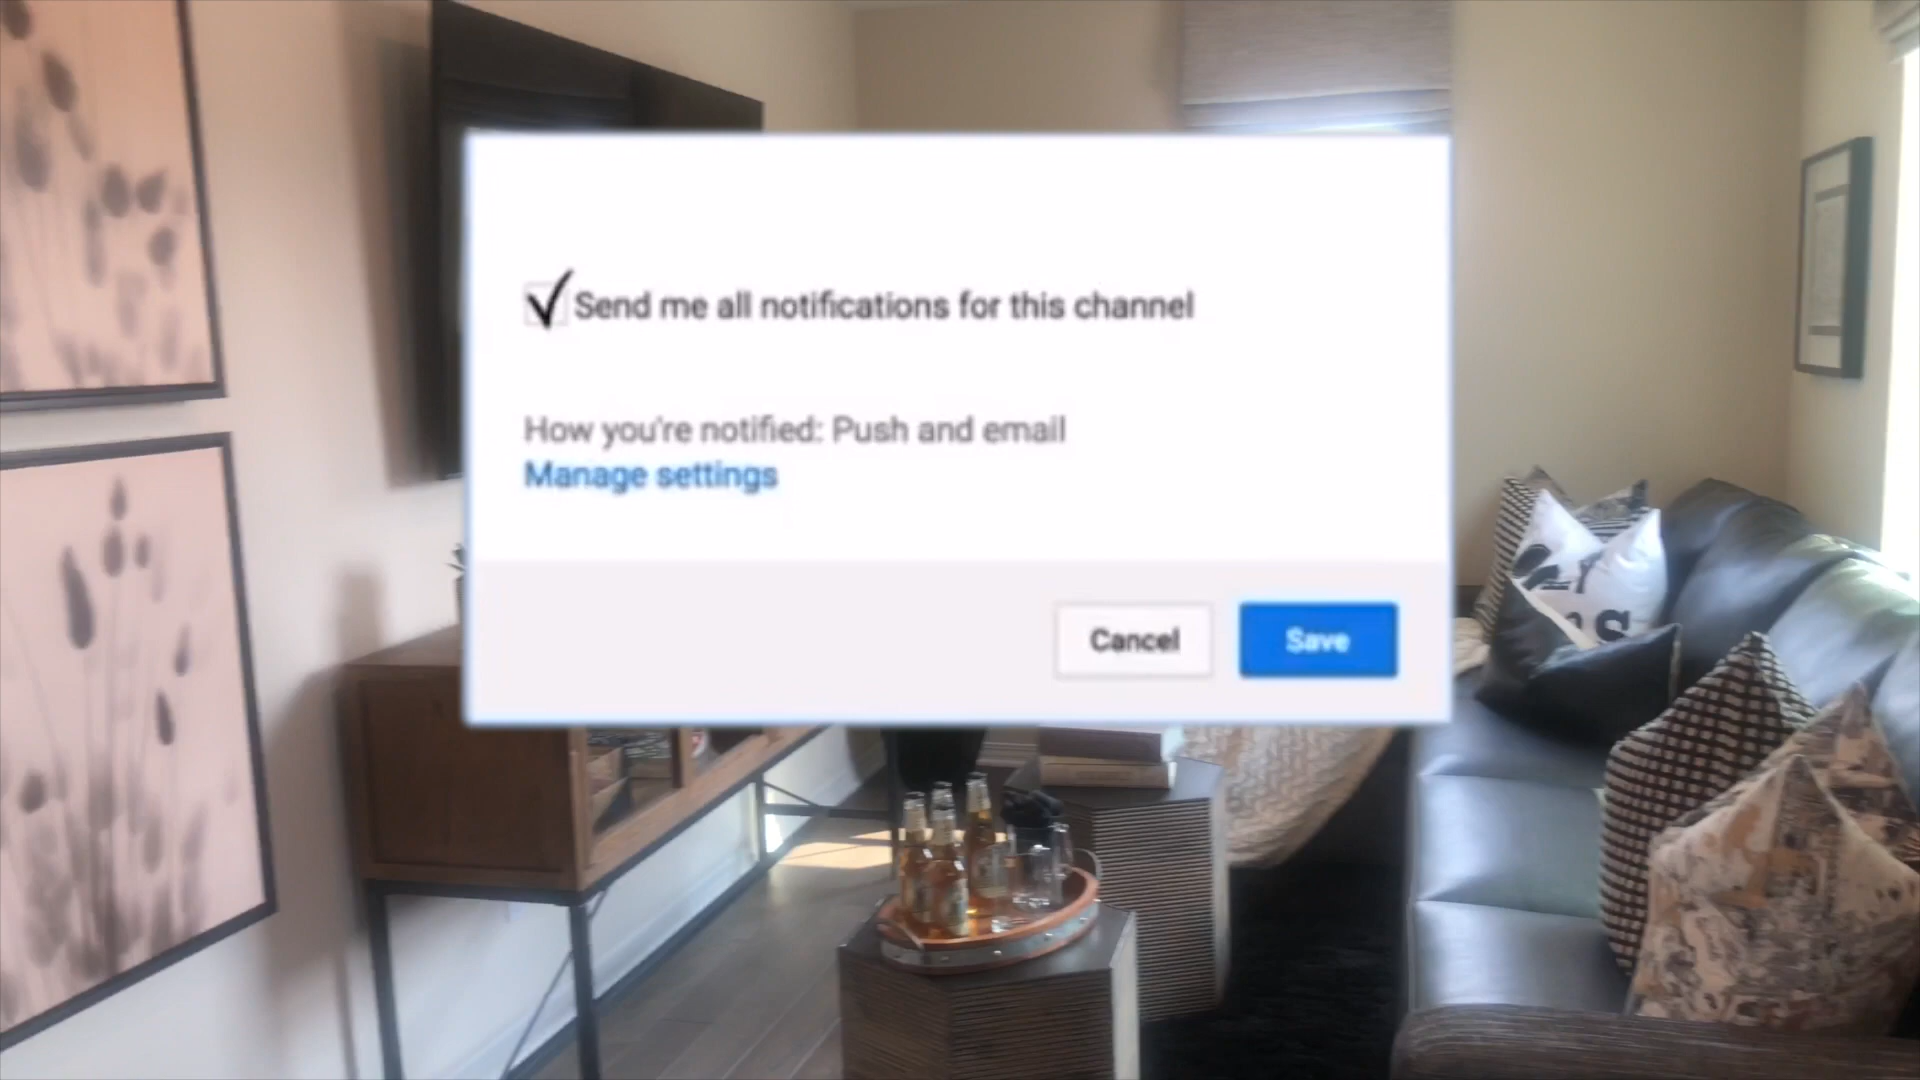 Send me all notifications for this channel
How you're notified: Push and email
Manage settings
Cancel
Save